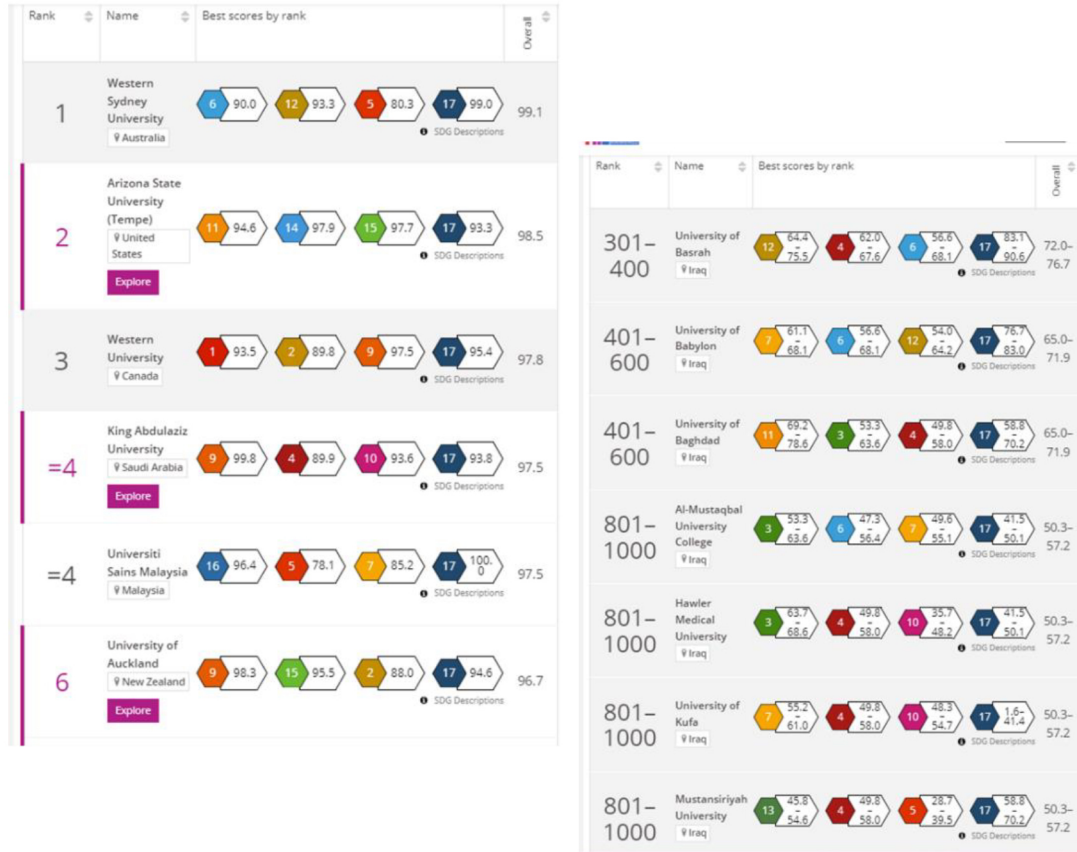 Rank Name Best scores by rank Overall
1 Western Sydney University 6 90.0 12 93.3 5 80.3 17 99.0 99.1
Australia
SDG Descriptions
2 Arizona State University (Tempe) 11 94.6 14 97.9 15 97.7 17 93.3 98.5
United States
SDG Descriptions
Explore
3 Western University 1 93.5 2 89.8 9 97.5 17 95.4 97.8
Canada
SDG Descriptions
=4 King Abdulaziz University 9 99.8 4 89.9 10 93.6 17 93.8 97.5
Saudi Arabia
SDG Descriptions
Explore
=4 Universiti Sains Malaysia 16 96.4 5 78.1 7 85.2 17 100.0 97.5
Malaysia
SDG Descriptions
6 University of Auckland 9 98.3 15 95.5 2 88.0 17 94.6 96.7
New Zealand
SDG Descriptions
Explore
Rank Name Best scores by rank Overall
301–400 University of Basrah 12 64.4–75.5 4 62.0–67.6 6 56.6–68.1 17 83.1–90.6 72.0–76.7
Iraq
SDG Descriptions
401–600 University of Babylon 7 61.1–68.1 6 56.6–68.1 12 54.0–64.2 17 76.7–83.0 65.0–71.9
Iraq
SDG Descriptions
401–600 University of Baghdad 11 69.2–78.6 3 53.3–63.6 4 49.8–58.0 17 58.8–70.2 65.0–71.9
Iraq
SDG Descriptions
801–1000 Al-Mustaqbal University College 3 53.3–63.6 6 47.3–56.4 7 49.6–55.1 17 41.5–50.1 50.3–57.2
Iraq
SDG Descriptions
801–1000 Hawler Medical University 3 63.7–68.6 4 49.8–58.0 10 35.7–48.2 17 41.5–50.1 50.3–57.2
Iraq
SDG Descriptions
801–1000 University of Kufa 7 55.2–61.0 4 49.8–58.0 10 48.3–54.7 17 1.6–41.4 50.3–57.2
Iraq
SDG Descriptions
801–1000 Mustansiriyah University 13 45.8–54.6 4 49.8–58.0 5 28.7–39.5 17 58.8–70.2 50.3–57.2
Iraq
SDG Descriptions